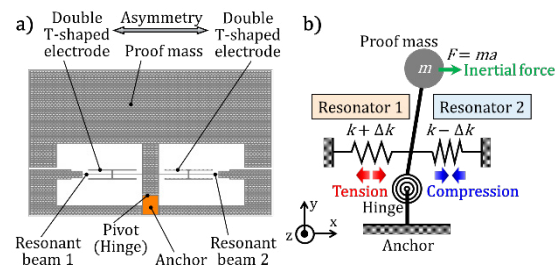 a)
Double
T-shaped
electrode
Asymmetry
Double
T-shaped
electrode
Proof mass
Resonant
beam 1
Pivot
(Hinge)
Anchor
Resonant
beam 2
b)
Proof mass
m
F = ma
Inertial force
Resonator 1
Resonator 2
k + Δk
k − Δk
Tension
Compression
Hinge
y
z
x
Anchor